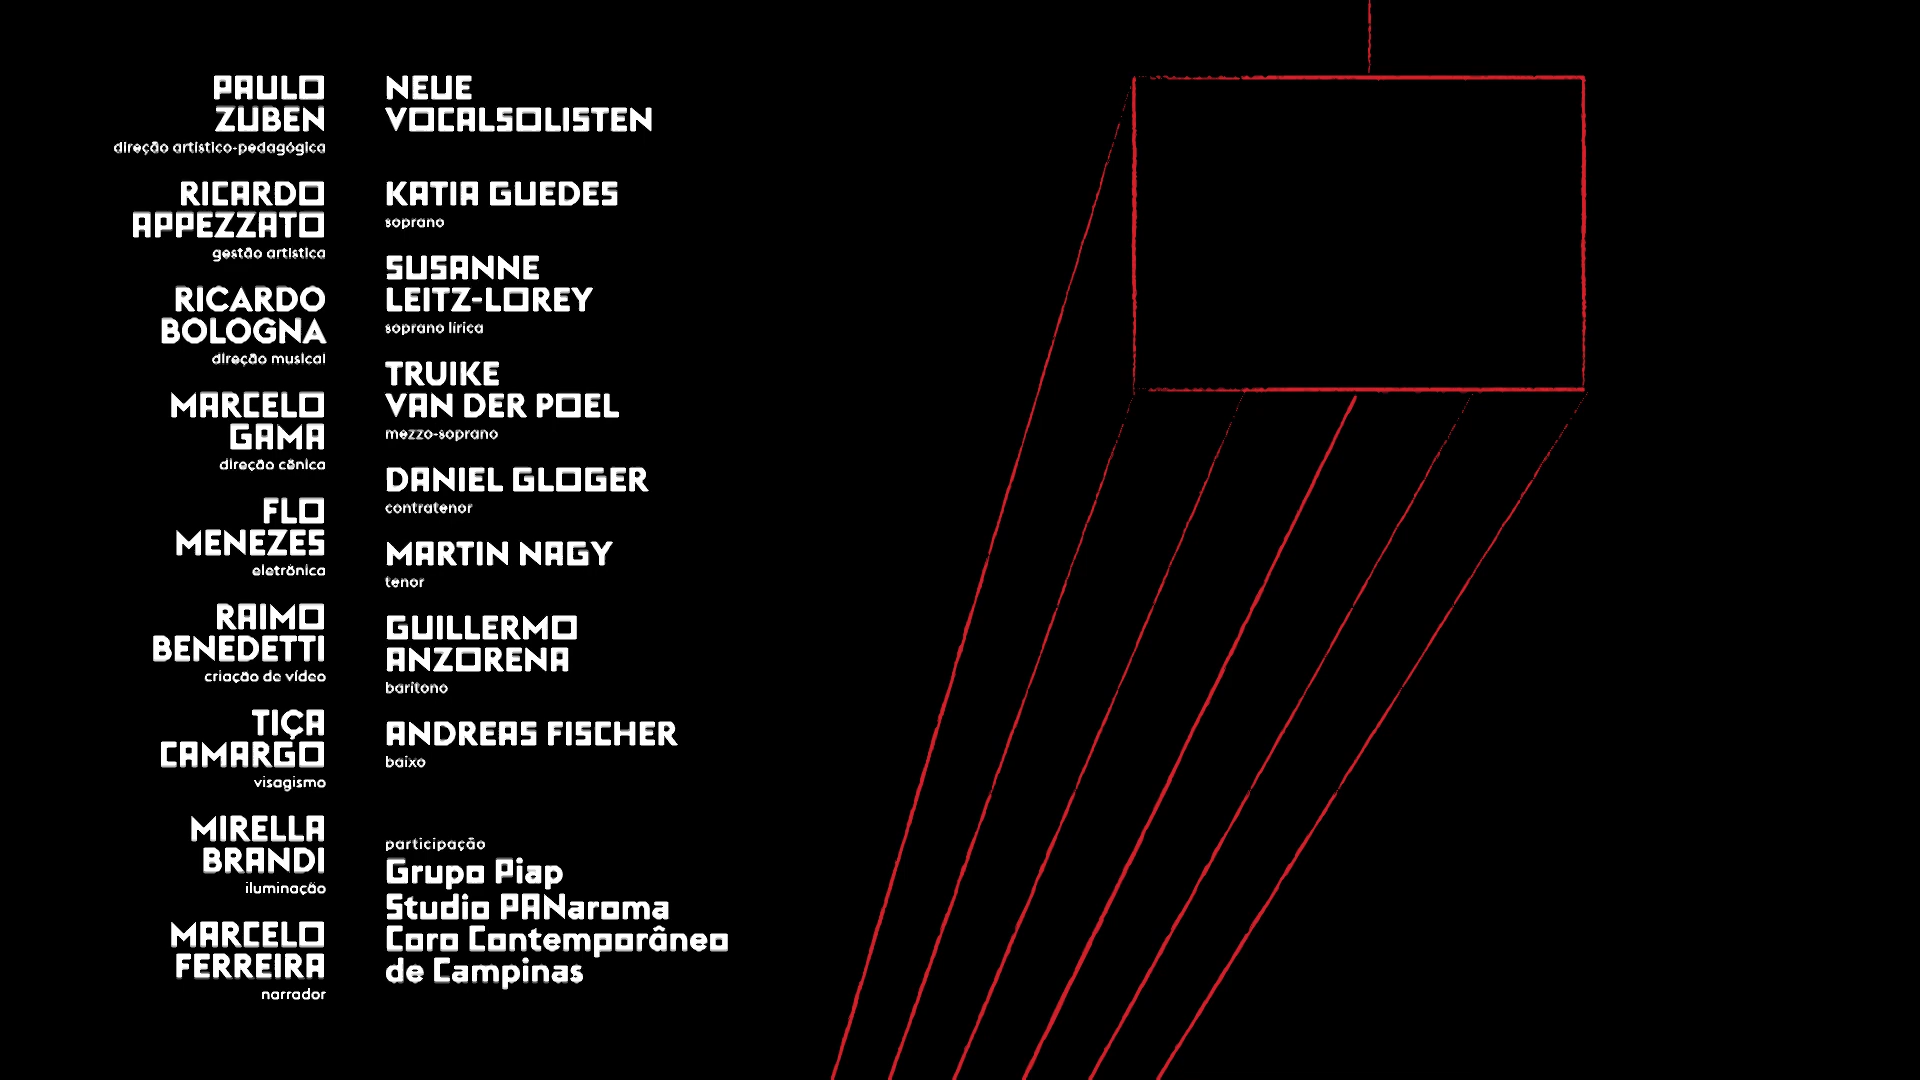 PAULO
ZUBEN
direção artístico-pedagógica
RICARDO
APPEZZATO
gestão artística
RICARDO
BOLOGNA
direção musical
MARCELO
GAMA
direção cênica
FLO
MENEZES
eletrônica
RAIMO
BENEDETTI
criação de vídeo
TIÇA
CAMARGO
visagismo
MIRELLA
BRANDI
iluminação
MARCELO
FERREIRA
narrador
NEUE
VOCALSOLISTEN
KATIA GUEDES
soprano
SUSANNE
LEITZ-LOREY
soprano lírica
TRUIKE
VAN DER POEL
mezzo-soprano
DANIEL GLOGER
contratenor
MARTIN NAGY
tenor
GUILLERMO
ANZORENA
barítono
ANDREAS FISCHER
baixo
participação
Grupo Piap
Studio PANaroma
Coro Contemporâneo
de Campinas